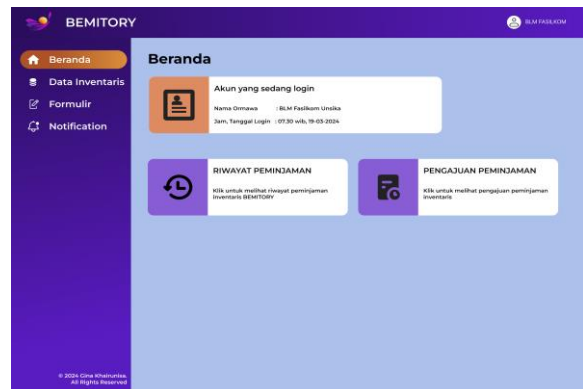 BEMITORY
BLM FASILKOM
Beranda
Data Inventaris
Formulir
Notification
Beranda
Akun yang sedang login
Nama Ormawa : BLM Fasilkom Unsika
Jam, Tanggal Login : 07.30 wib, 19-03-2024
RIWAYAT PEMINJAMAN
Klik untuk melihat riwayat peminjaman
Inventaris BEMITORY
PENGAJUAN PEMINJAMAN
Klik untuk melihat pengajuan peminjaman
Inventaris
© 2024 Gina Khairunisa.
All Rights Reserved